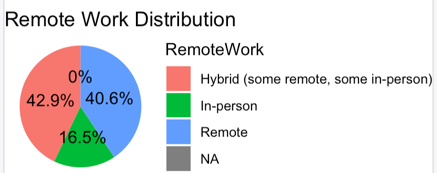 Remote Work Distribution
RemoteWork
0%
42.9% 40.6%
16.5%
Hybrid (some remote, some in-person)
In-person
Remote
NA